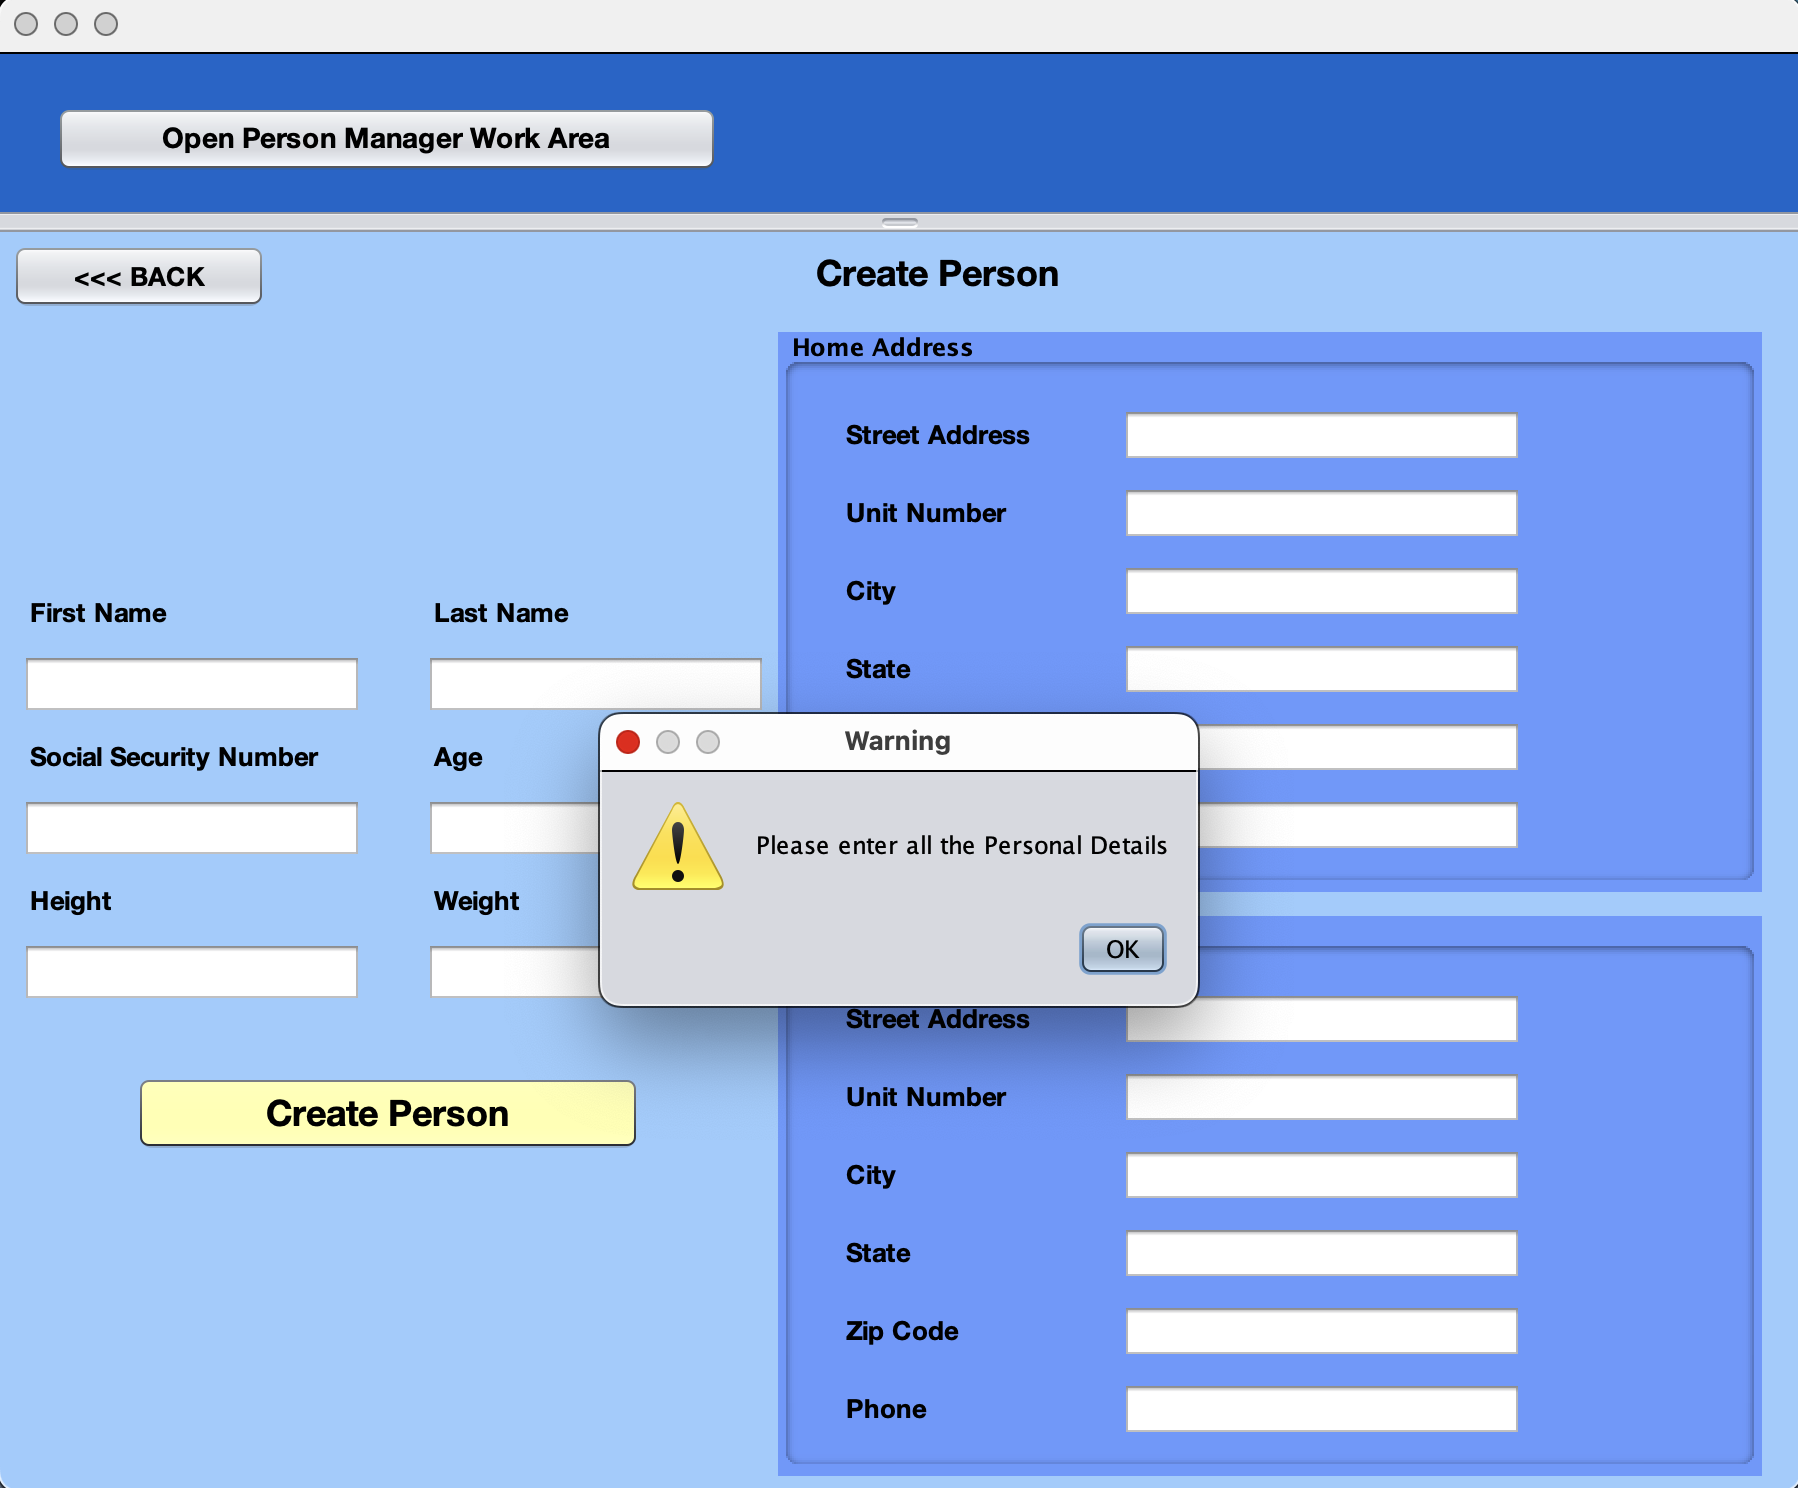 Open Person Manager Work Area
<<< BACK
Create Person
First Name
Last Name
Social Security Number
Age
Height
Weight
Create Person
Home Address
Street Address
Unit Number
City
State
Warning
Please enter all the Personal Details
OK
Street Address
Unit Number
City
State
Zip Code
Phone